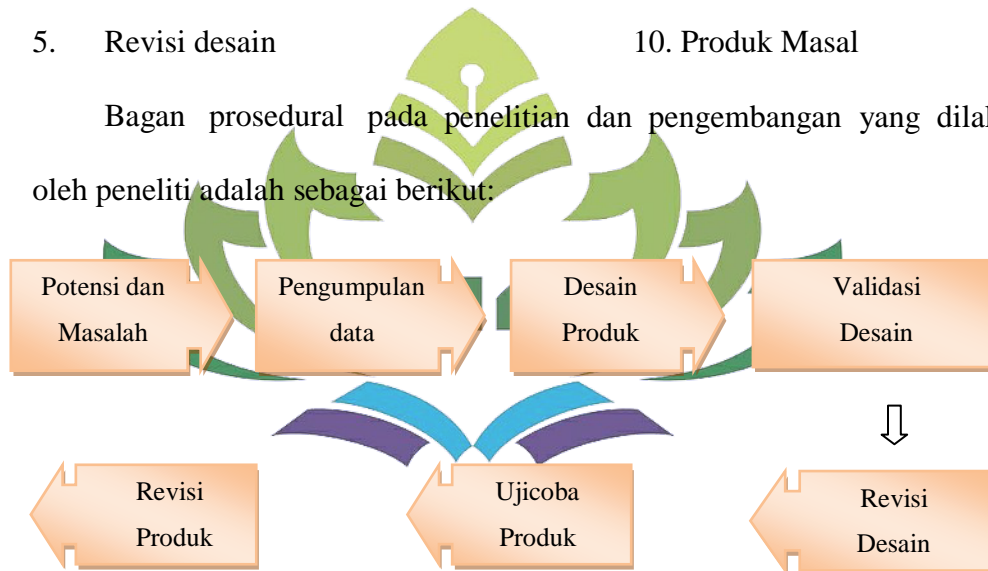 5. Revisi desain 10. Produk Masal
Bagan prosedural pada penelitian dan pengembangan yang
oleh peneliti adalah sebagai berikut:
Potensi dan
Masalah
Pengumpulan
data
Desain
Produk
Validasi
Desain
Revisi
Produk
Ujicoba
Produk
Revisi
Desain